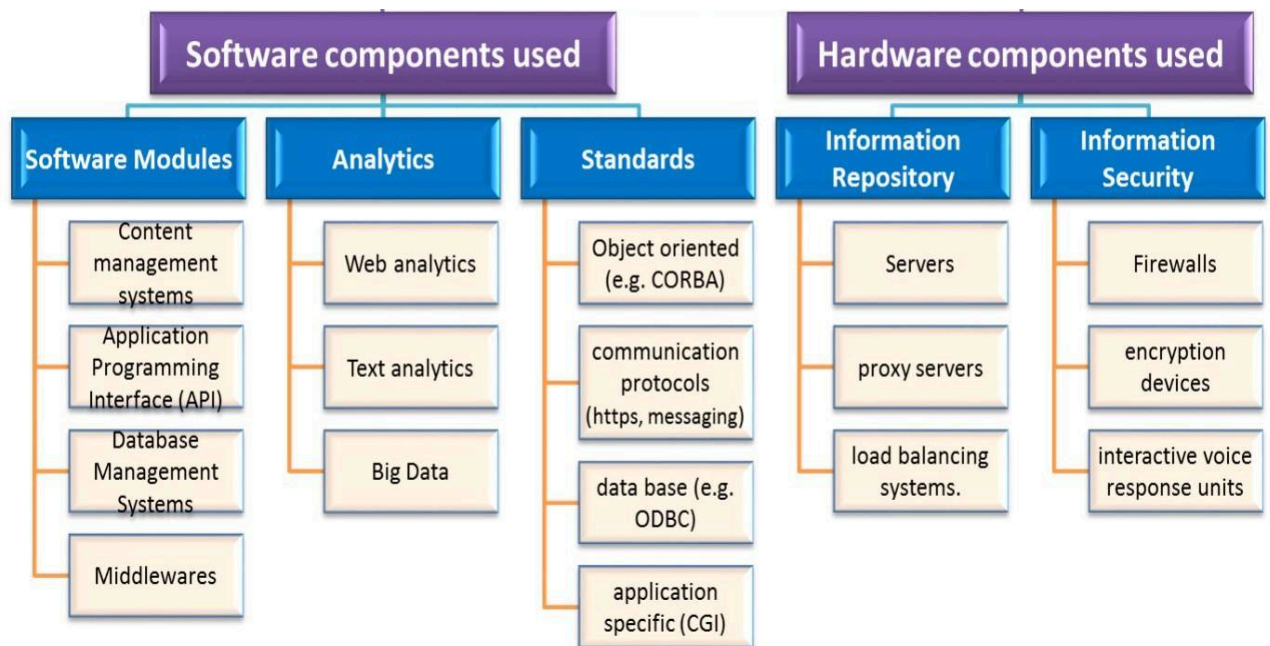 Software components used
Hardware components used
Software Modules
Analytics
Standards
Information
Repository
Information
Security
Content
management
systems
Application
Programming
Interface (API)
Database
Management
Systems
Middlewares
Web analytics
Text analytics
Big Data
Object oriented
(e.g. CORBA)
communication
protocols
(https, messaging)
data base (e.g.
ODBC)
application
specific (CGI)
Servers
proxy servers
load balancing
systems.
Firewalls
encryption
devices
interactive voice
response units